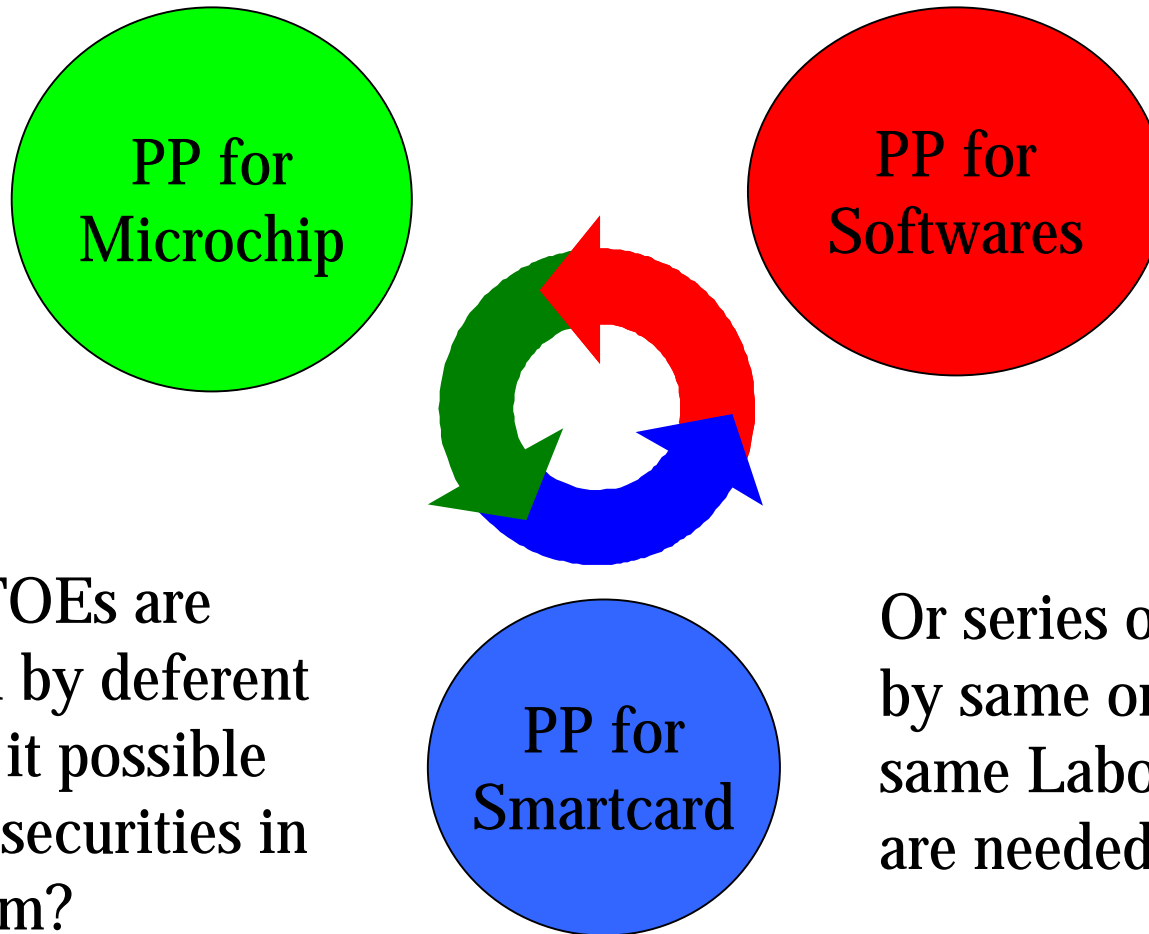 PP for
Microchip
PP for
Softwares
TOEs are
by deferent
it possible
securities in
m?
PP for
Smartcard
Or series o
by same or
same Labo
are needed